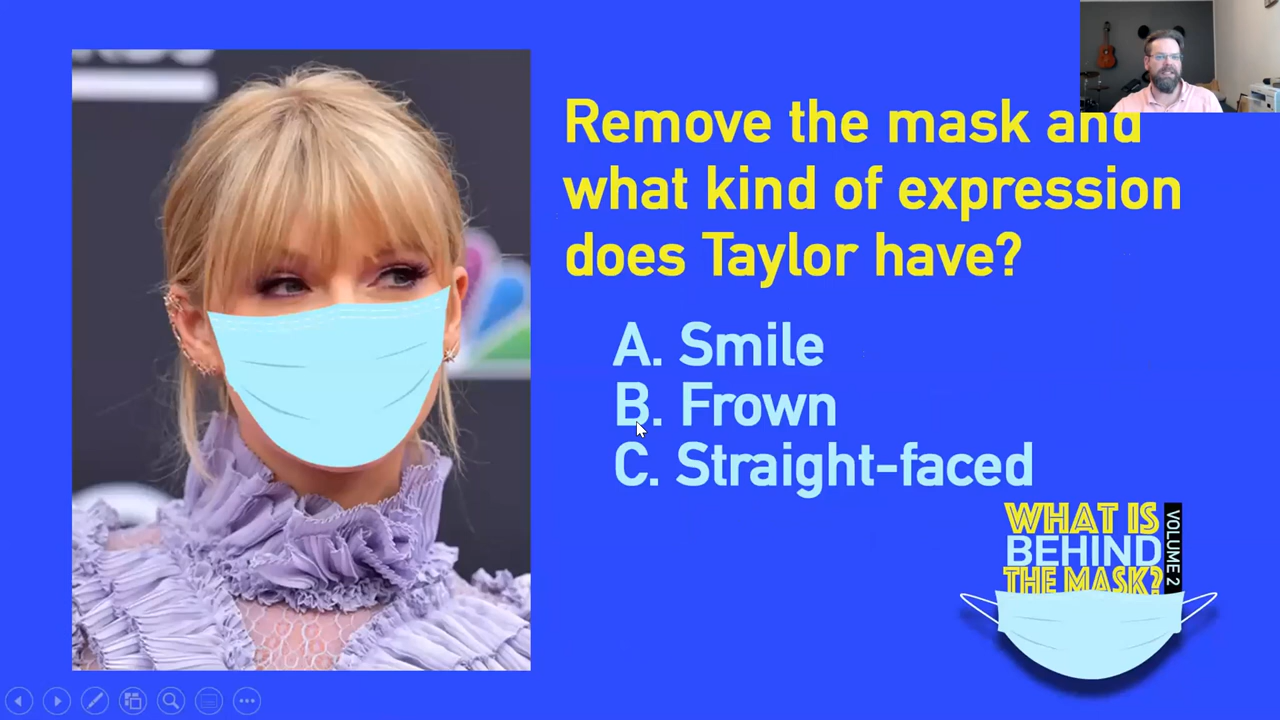 Remove the mask and
what kind of expression
does Taylor have?
A. Smile
B. Frown
C. Straight-faced
WHAT IS
BEHIND
THE MASK?
VOLUME 2